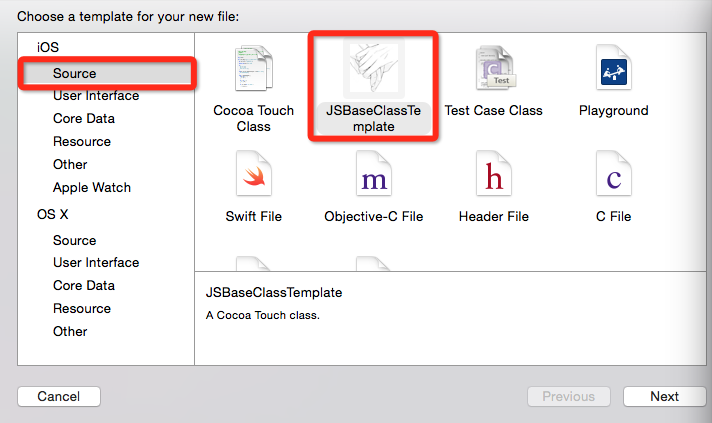 Choose a template for your new file:
iOS
Source
User Interface
Core Data
Resource
Other
Apple Watch
OS X
Source
User Interface
Core Data
Resource
Other
Cocoa Touch
Class
JSBaseClassTe
mplate
Test
Test Case Class
Playground
Swift File
m
Objective-C File
h
Header File
c
C File
JSBaseClassTemplate
A Cocoa Touch class.
Cancel
Previous
Next